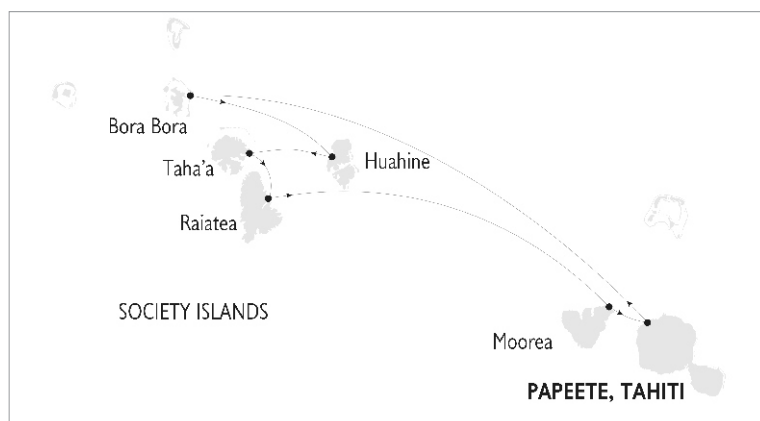 Bora Bora
Taha'a
Huahine
Raiatea
SOCIETY ISLANDS
Moorea
PAPEETE, TAHITI